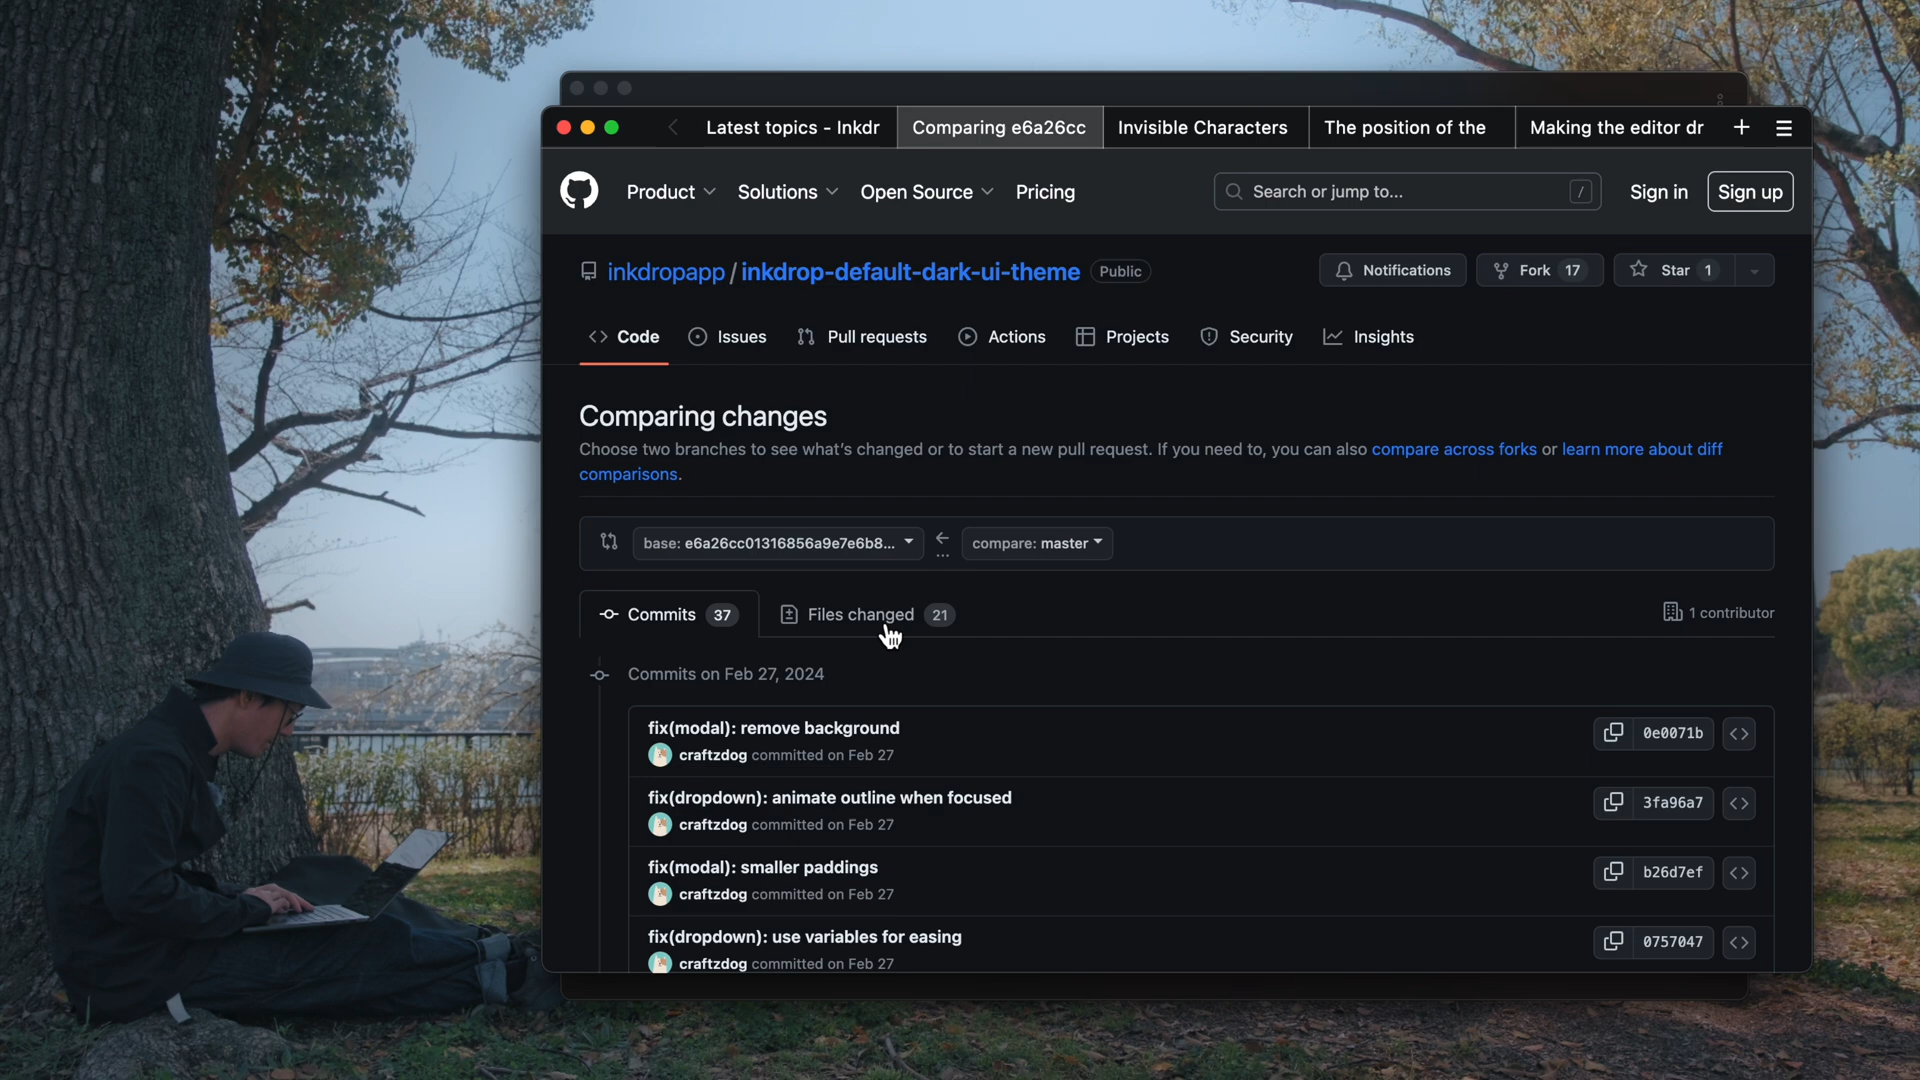 Latest topics - Inkdr
Comparing e6a26cc
Invisible Characters
The position of the
Making the editor dr
Product
Solutions
Open Source
Pricing
Search or jump to...
/
Sign in
Sign up
inkdropapp / inkdrop-default-dark-ui-theme
Public
Notifications
Fork 17
Star 1
Code
Issues
Pull requests
Actions
Projects
Security
Insights
Comparing changes
Choose two branches to see what's changed or to start a new pull request. If you need to, you can also compare across forks or learn more about diff
comparisons.
base: e6a26cc01316856a9e7e6b8...
...
compare: master
Commits 37
Files changed 21
1 contributor
Commits on Feb 27, 2024
fix(modal): remove background
0e0071b
craftzdog committed on Feb 27
fix(dropdown): animate outline when focused
3fa96a7
craftzdog committed on Feb 27
fix(modal): smaller paddings
b26d7ef
craftzdog committed on Feb 27
fix(dropdown): use variables for easing
0757047
craftzdog committed on Feb 27